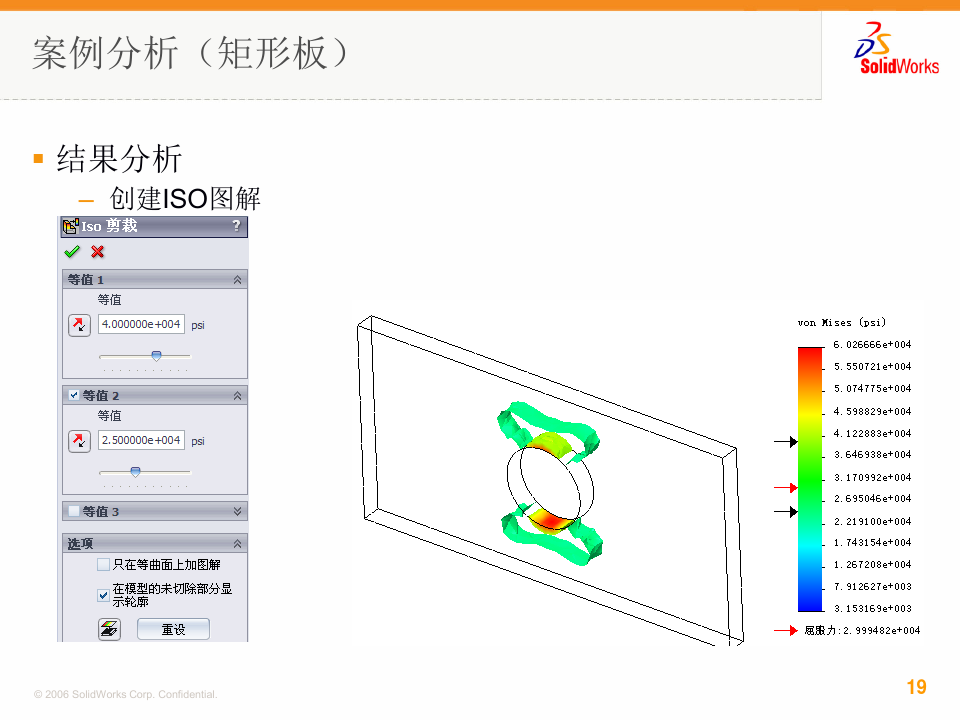 案例分析（矩形板）
SolidWorks
结果分析
– 创建ISO图解
Iso 剪裁 ?
等值 1
等值
4.000000e+004 psi
等值 2
等值
2.500000e+004 psi
等值 3
选项
只在等曲面上加图解
在模型的未切除部分显
示轮廓
重设
von Mises (psi)
6.026666e+004
5.550721e+004
5.074775e+004
4.598829e+004
4.122883e+004
3.646938e+004
3.170992e+004
2.695046e+004
2.219100e+004
1.743154e+004
1.267208e+004
7.912627e+003
3.153169e+003
屈服力:2.999482e+004
© 2006 SolidWorks Corp. Confidential.
19